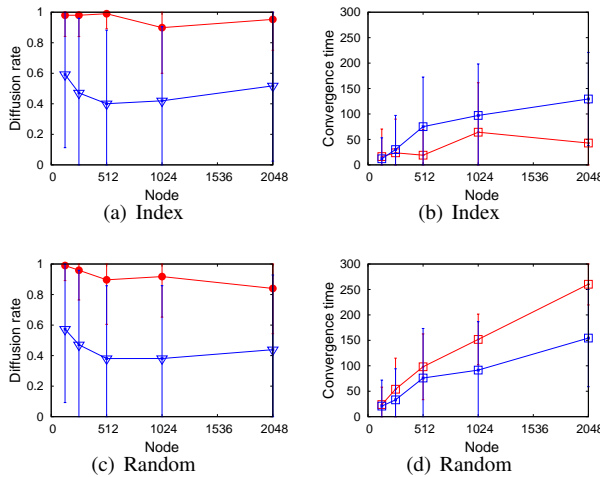 1
0.8
0.6
0.4
0.2
0
Diffusion rate
0 512 1024 1536 2048
Node
(a) Index
300
250
200
150
100
50
0
Convergence time
0 512 1024 1536 2048
Node
(b) Index
1
0.8
0.6
0.4
0.2
0
Diffusion rate
0 512 1024 1536 2048
Node
(c) Random
300
250
200
150
100
50
0
Convergence time
0 512 1024 1536 2048
Node
(d) Random